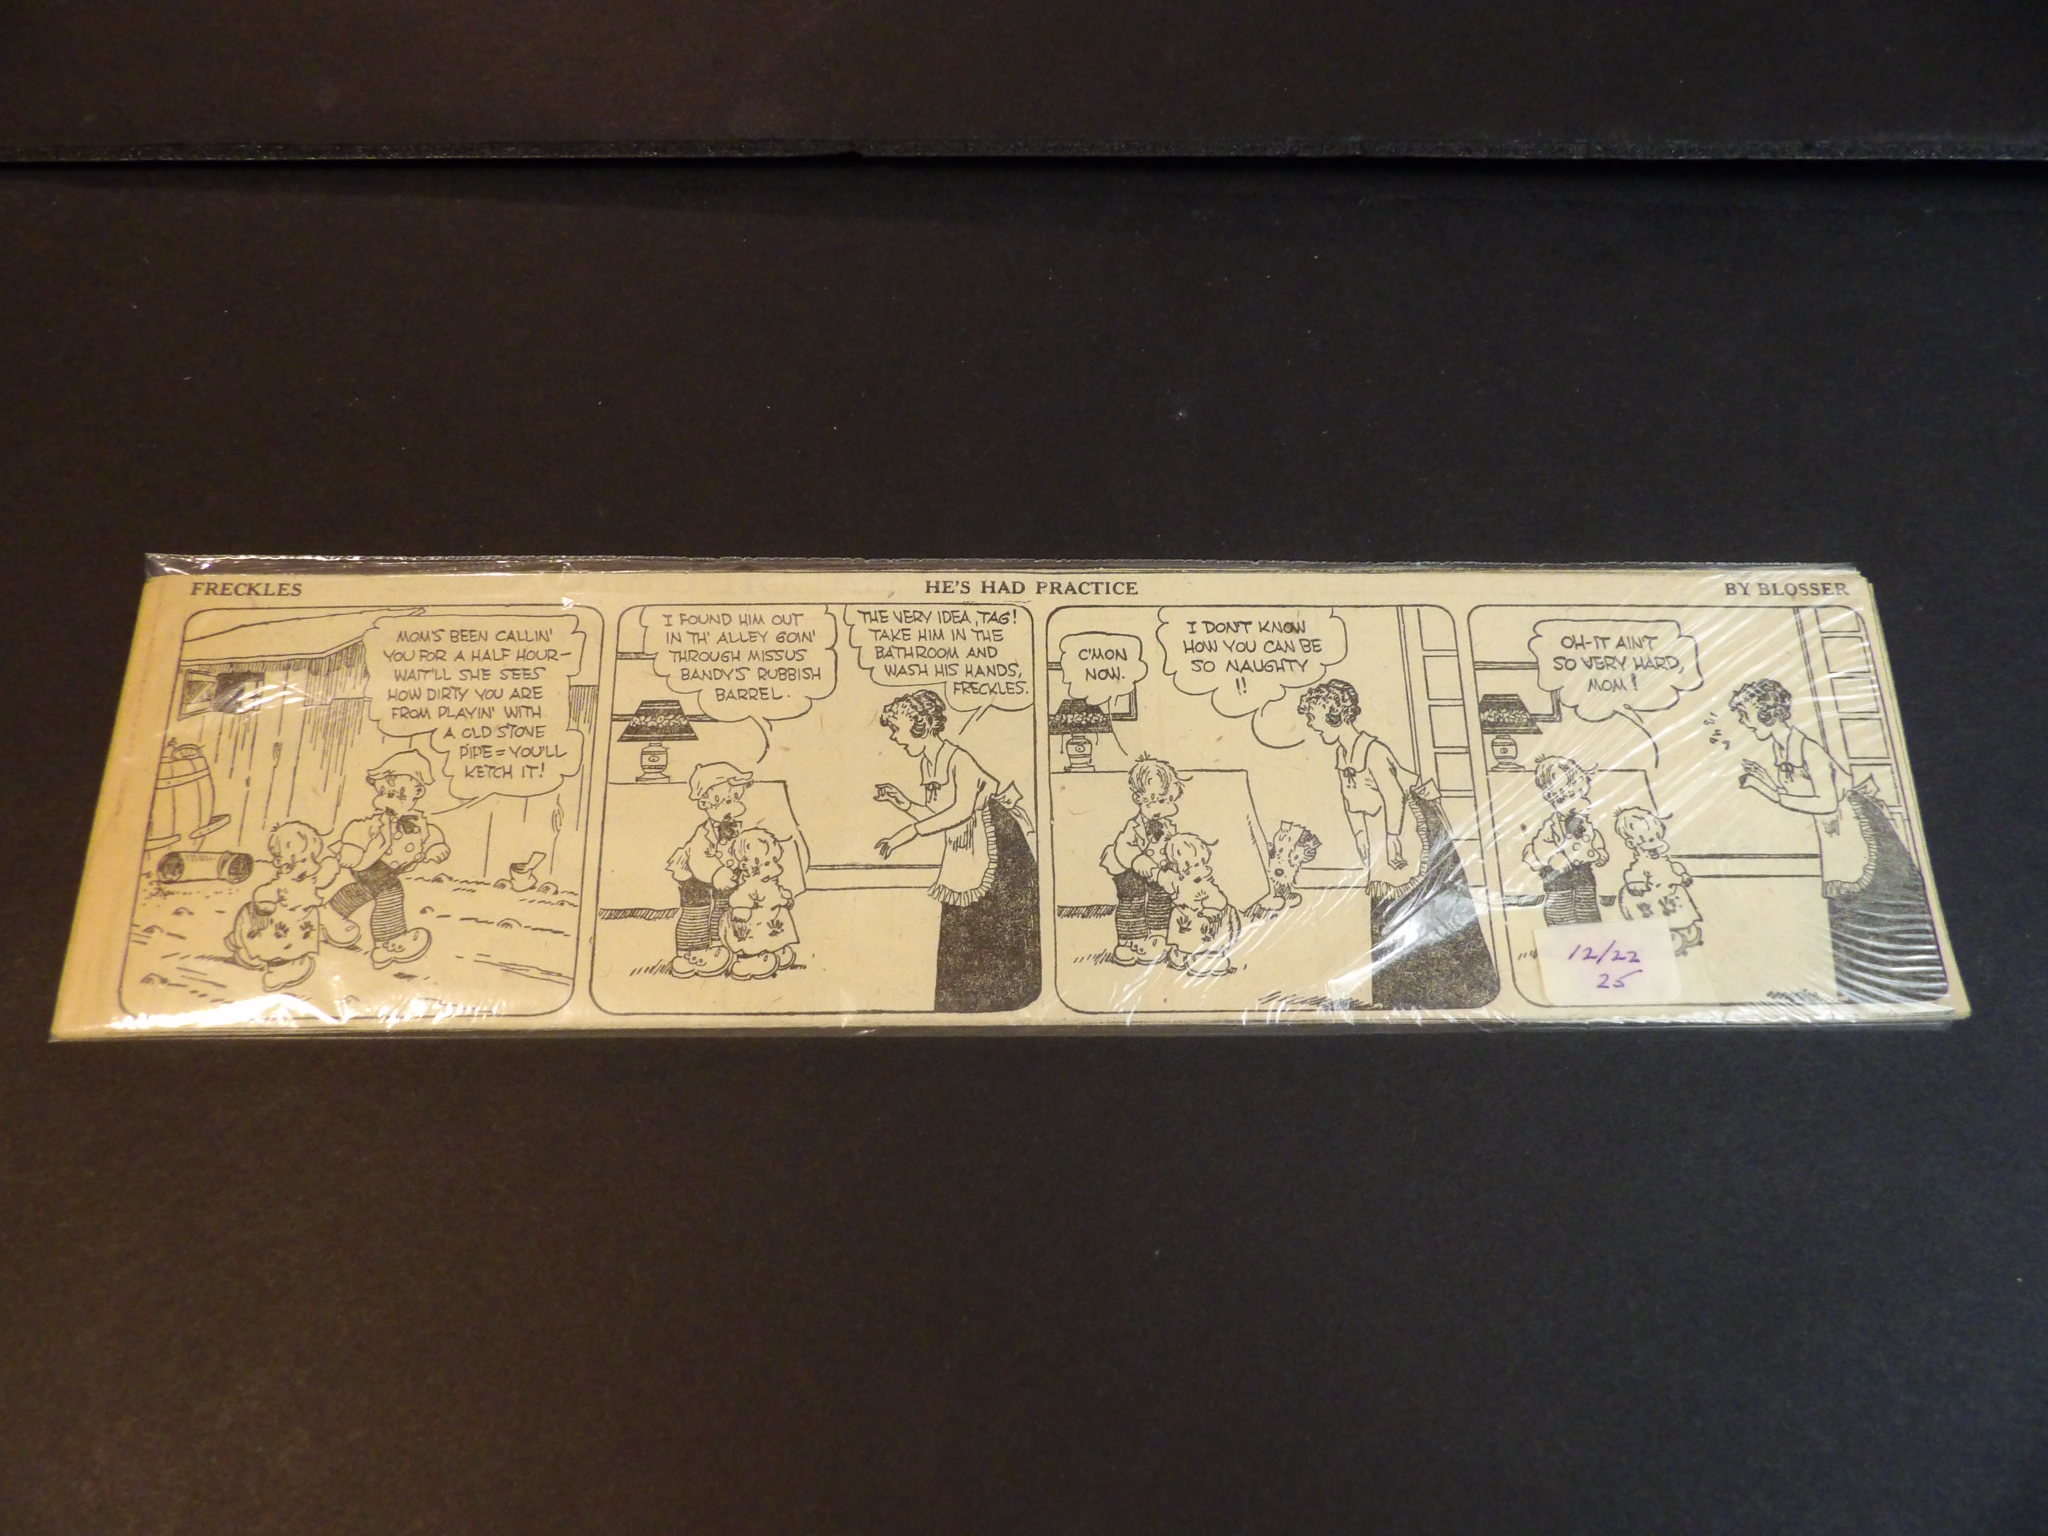 FRECKLES
HE'S HAD PRACTICE
BY BLOSSER
MOM'S BEEN CALLIN'
YOU FOR A HALF HOUR—
WAIT'LL SHE SEES
HOW DIRTY YOU ARE
FROM PLAYIN' WITH
A OLD STOVE
PIPE = YOU'LL
KETCH IT!
I FOUND HIM OUT
IN TH' ALLEY GOIN'
THROUGH MISSUS
BANDY'S RUBBISH
BARREL.
THE VERY IDEA, TAG!
TAKE HIM IN THE
BATHROOM AND
WASH HIS HANDS,
FRECKLES.
C'MON
NOW.
I DON'T KNOW
HOW YOU CAN BE
SO NAUGHTY
!!
OH-IT AIN'T
SO VERY HARD,
MOM!
12/22
25